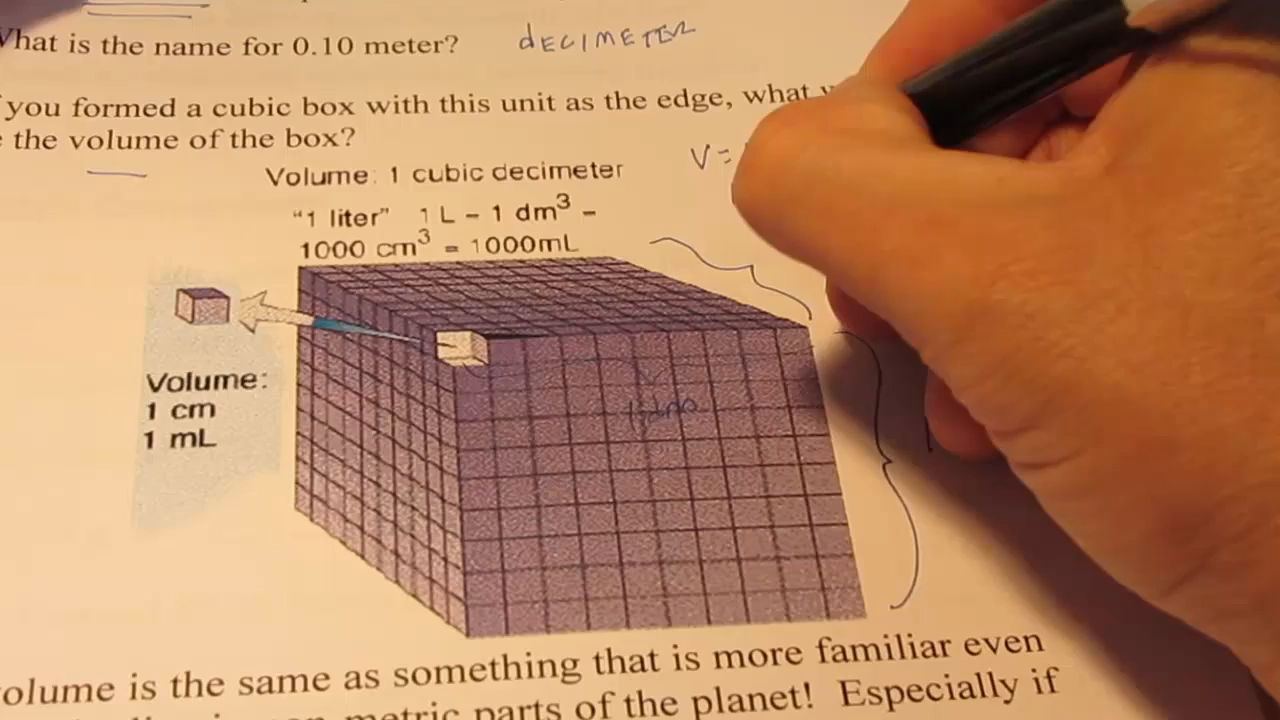 What is the name for 0.10 meter? dECIMETER
you formed a cubic box with this unit as the edge, what
the volume of the box?
V =
Volume: 1 cubic decimeter
"1 liter" 1 L = 1 dm³ =
1000 cm³ = 1000mL
Volume:
1 cm
1 mL
volume is the same as something that is more familiar even
metric parts of the planet! Especially if